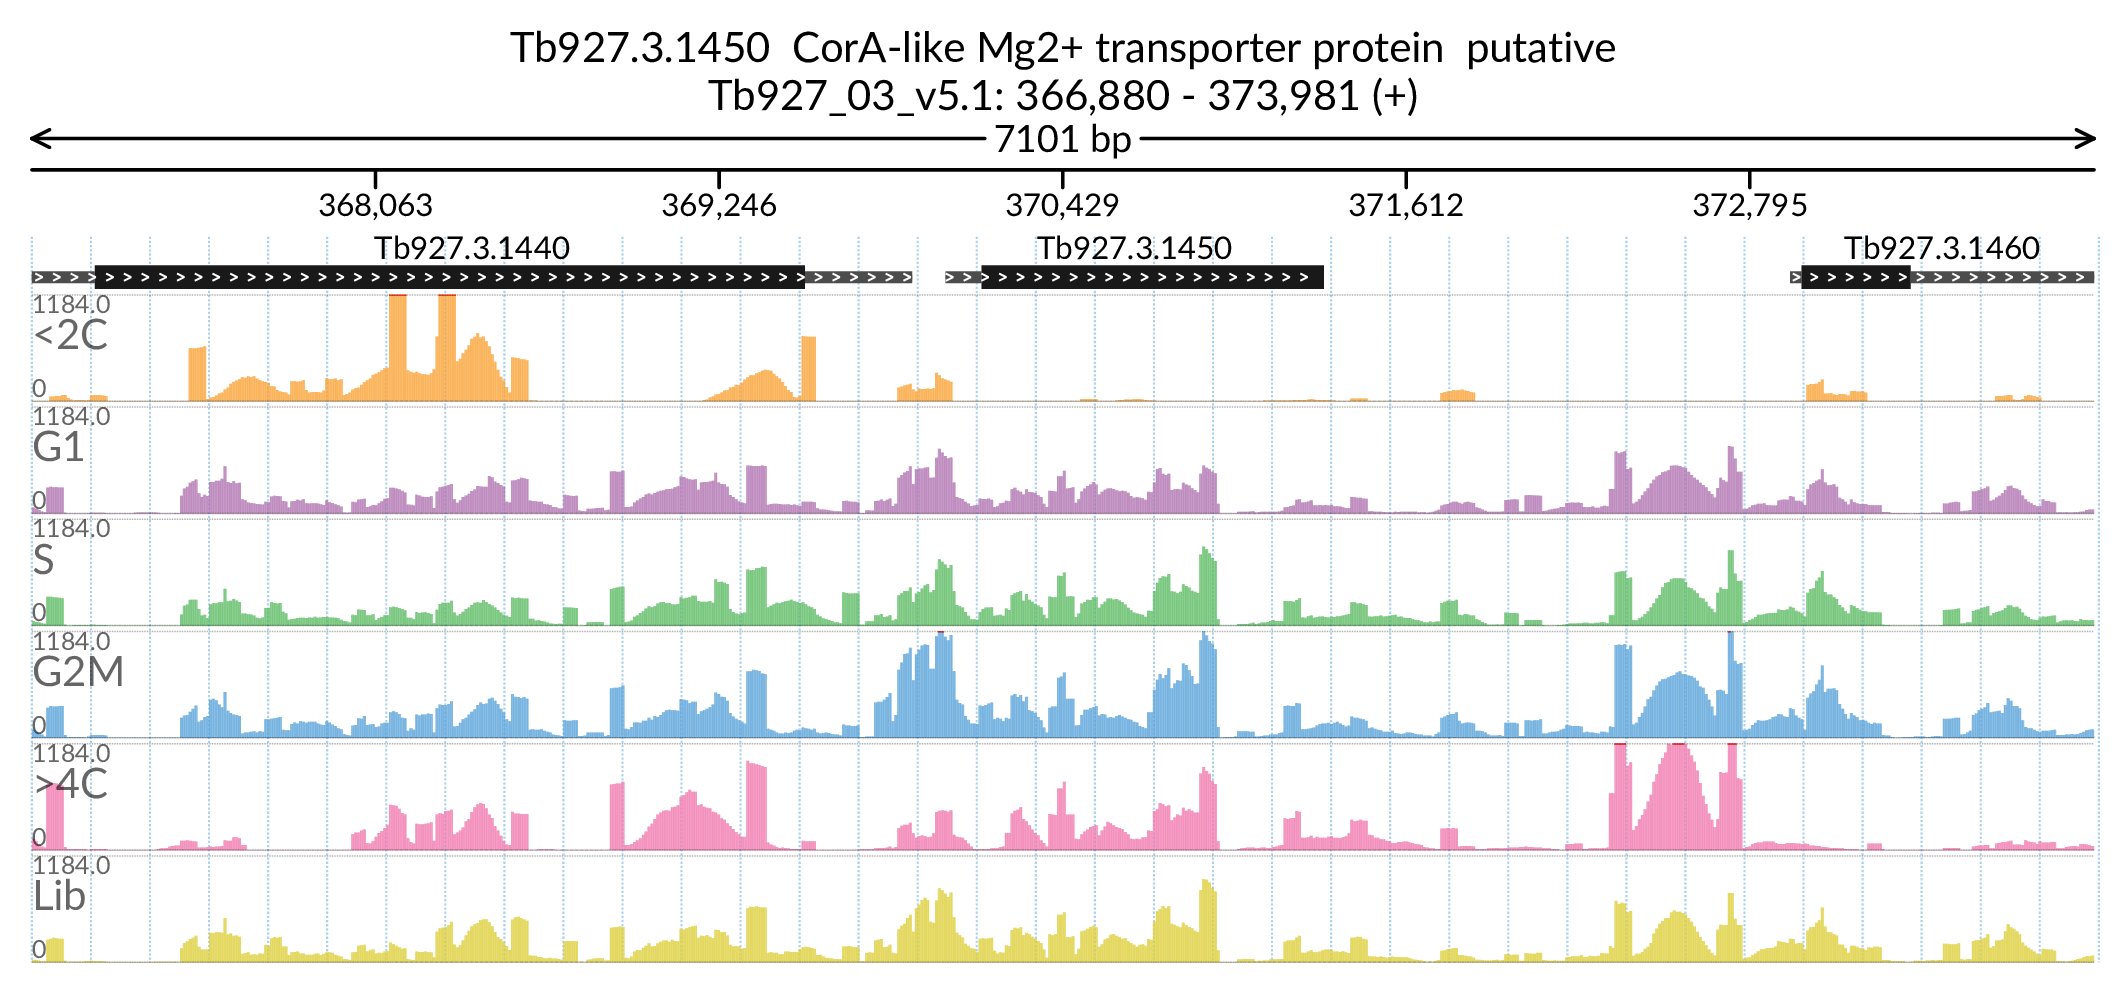 Tb927.3.1450  CorA-like Mg2+ transporter protein  putative
Tb927_03_v5.1: 366,880 - 373,981 (+)
7101 bp
368,063 369,246 370,429 371,612 372,795
Tb927.3.1440 Tb927.3.1450 Tb927.3.1460
1184.0
<2C
0
1184.0
G1
0
1184.0
S
0
1184.0
G2M
0
1184.0
>4C
0
1184.0
Lib
0